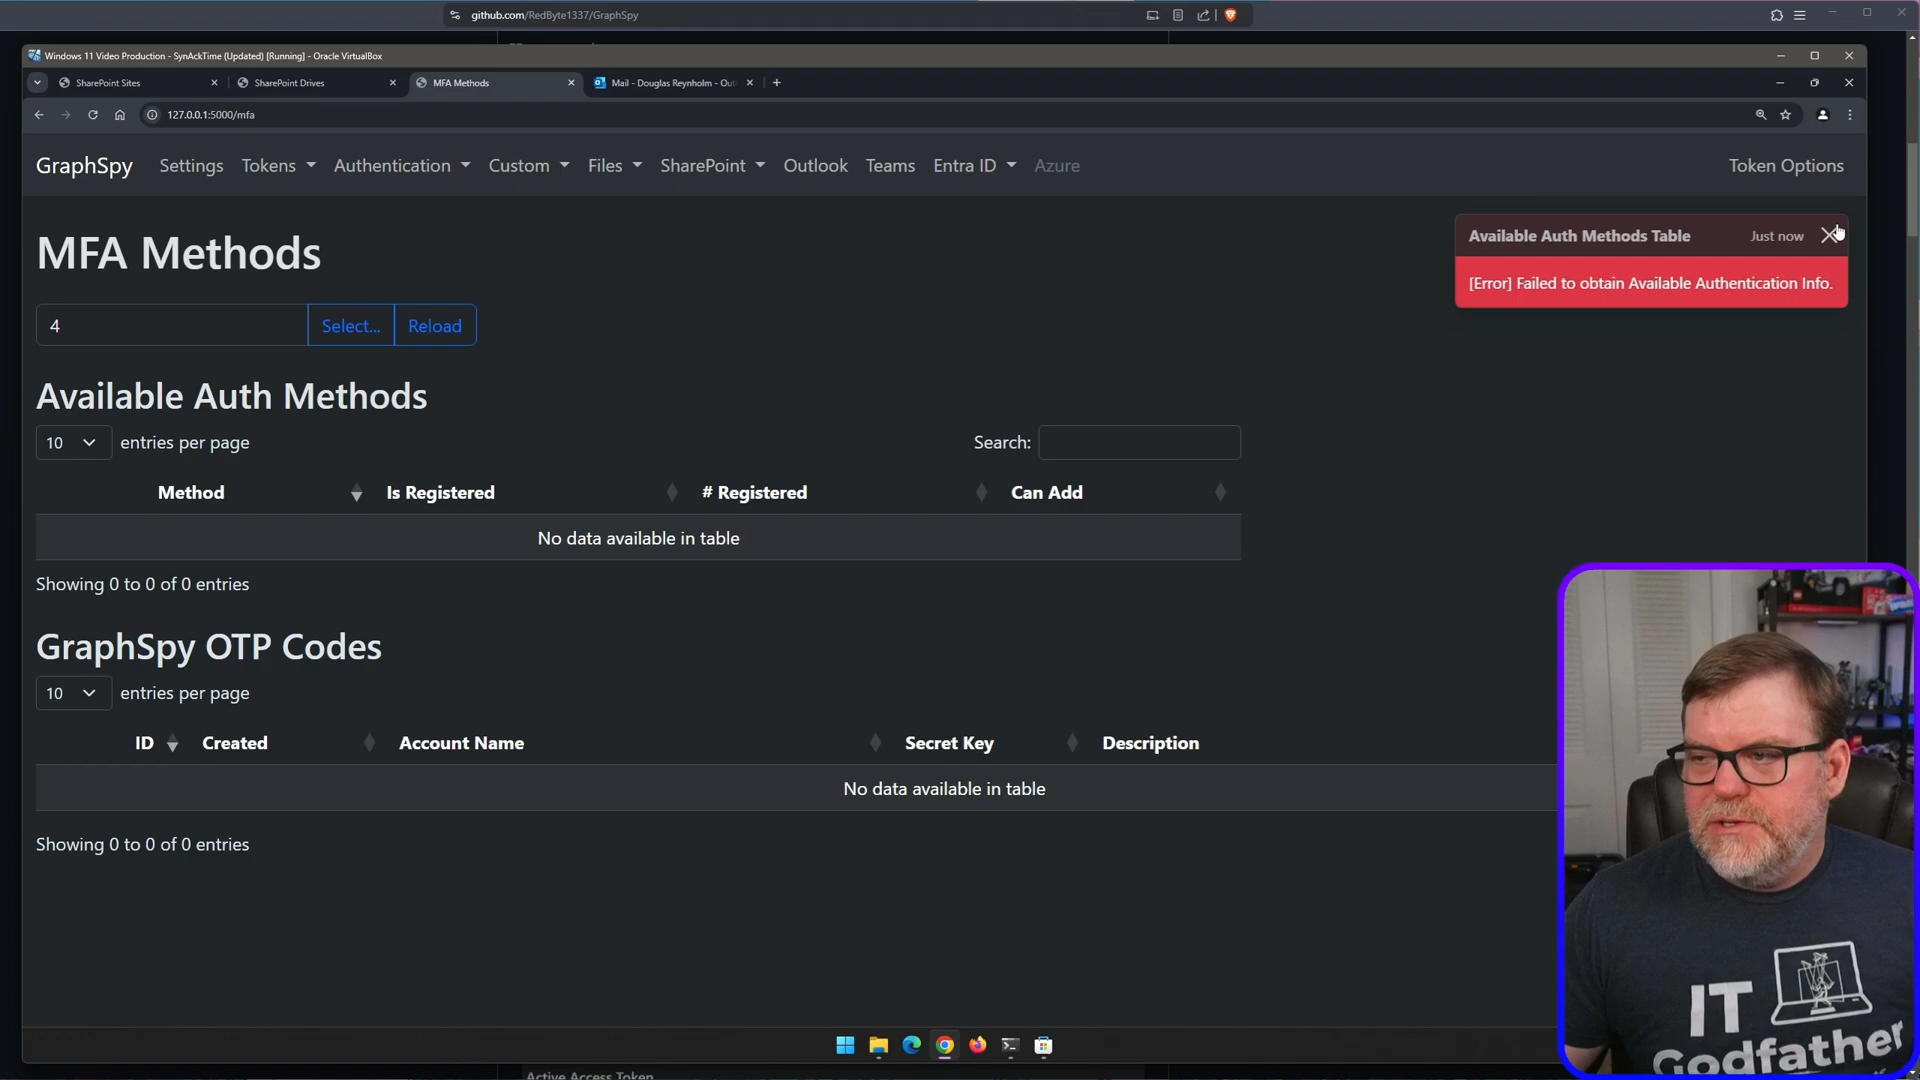 github.com/RedByte1337/GraphSpy
Windows 11 Video Production - SynAckTime (Updated) [Running] - Oracle VirtualBox
SharePoint Sites
SharePoint Drives
MFA Methods
Mail - Douglas Reynholm - Out
127.0.0.1:5000/mfa
GraphSpy Settings Tokens Authentication Custom Files SharePoint Outlook Teams Entra ID Azure Token Options
MFA Methods
Available Auth Methods Table Just now
[Error] Failed to obtain Available Authentication Info.
4 Select... Reload
Available Auth Methods
10 entries per page Search:
Method Is Registered # Registered Can Add
No data available in table
Showing 0 to 0 of 0 entries
GraphSpy OTP Codes
10 entries per page
ID Created Account Name Secret Key Description
No data available in table
Showing 0 to 0 of 0 entries
IT
Godfather
Active Access Token